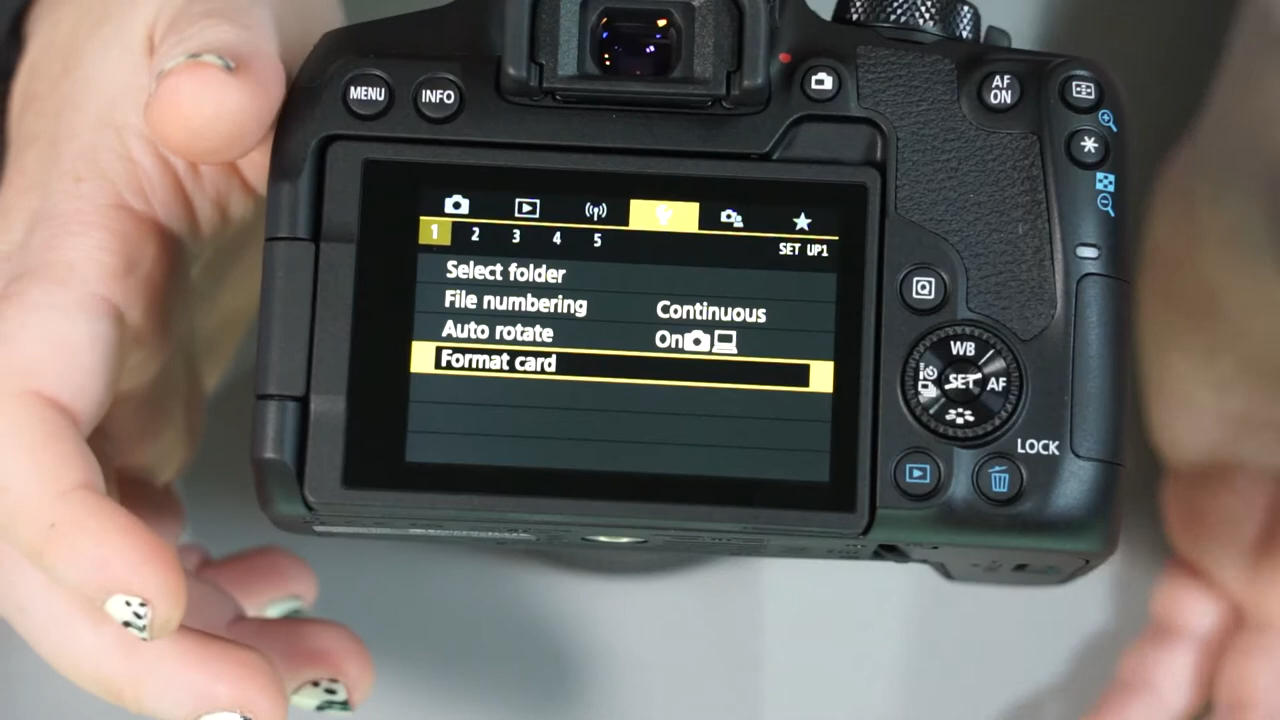 MENU
INFO
AF
ON
1 2 3 4 5
SET UP1
Select folder
File numbering Continuous
Auto rotate On
Format card
Q
WB
SET
AF
LOCK